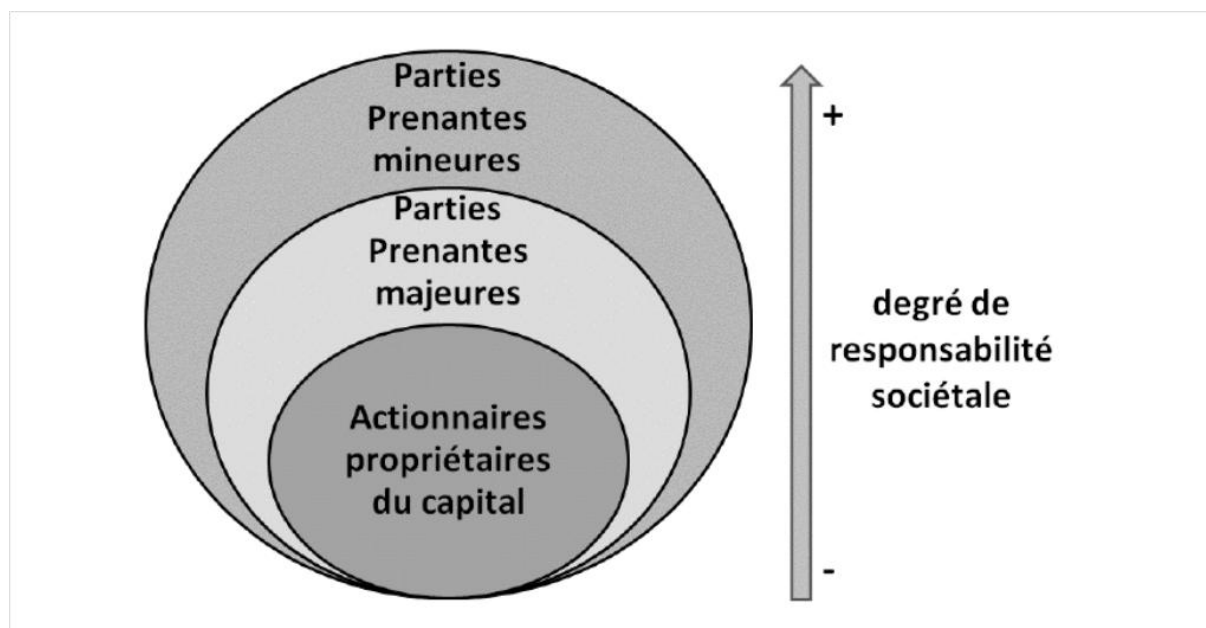 Parties
Prenantes
mineures
Parties
Prenantes
majeures
Actionnaires
propriétaires
du capital
+
degré de
responsabilité
sociétale
-